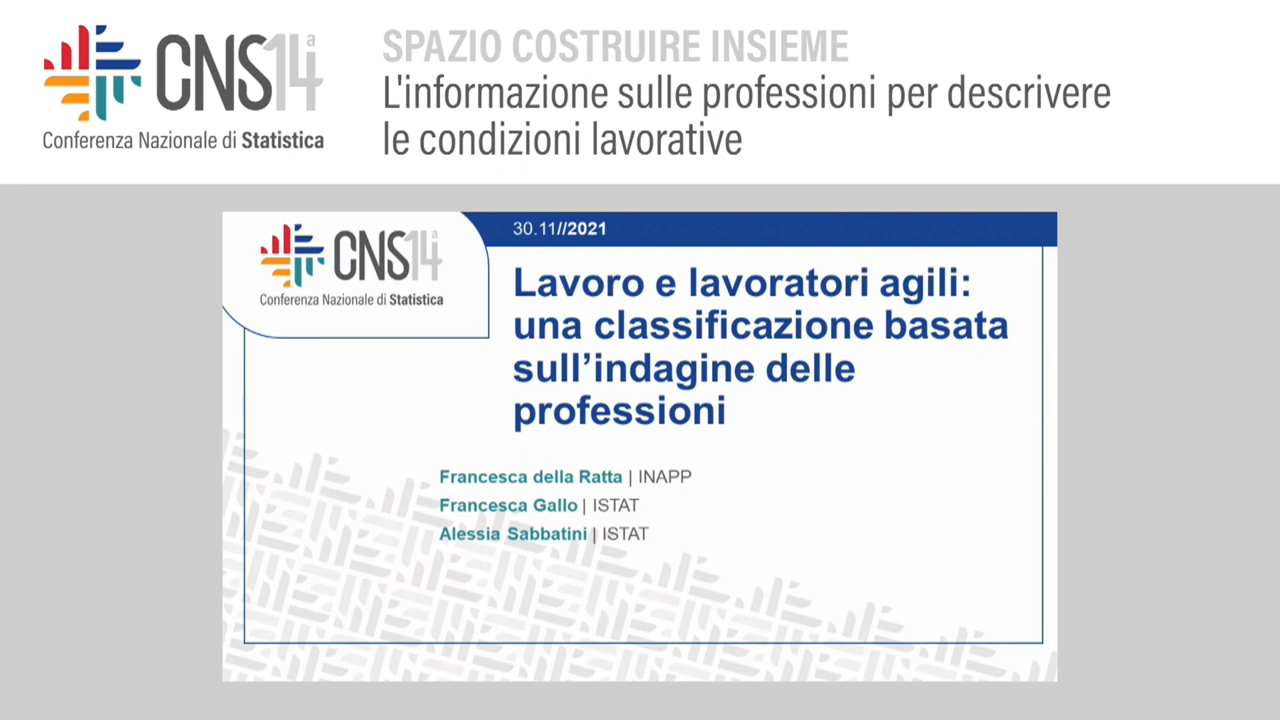 CNS14a
Conferenza Nazionale di Statistica
SPAZIO COSTRUIRE INSIEME
L'informazione sulle professioni per descrivere
le condizioni lavorative
CNS14a
Conferenza Nazionale di Statistica
30.11//2021
Lavoro e lavoratori agili:
una classificazione basata
sull’indagine delle
professioni
Francesca della Ratta | INAPP
Francesca Gallo | ISTAT
Alessia Sabbatini | ISTAT